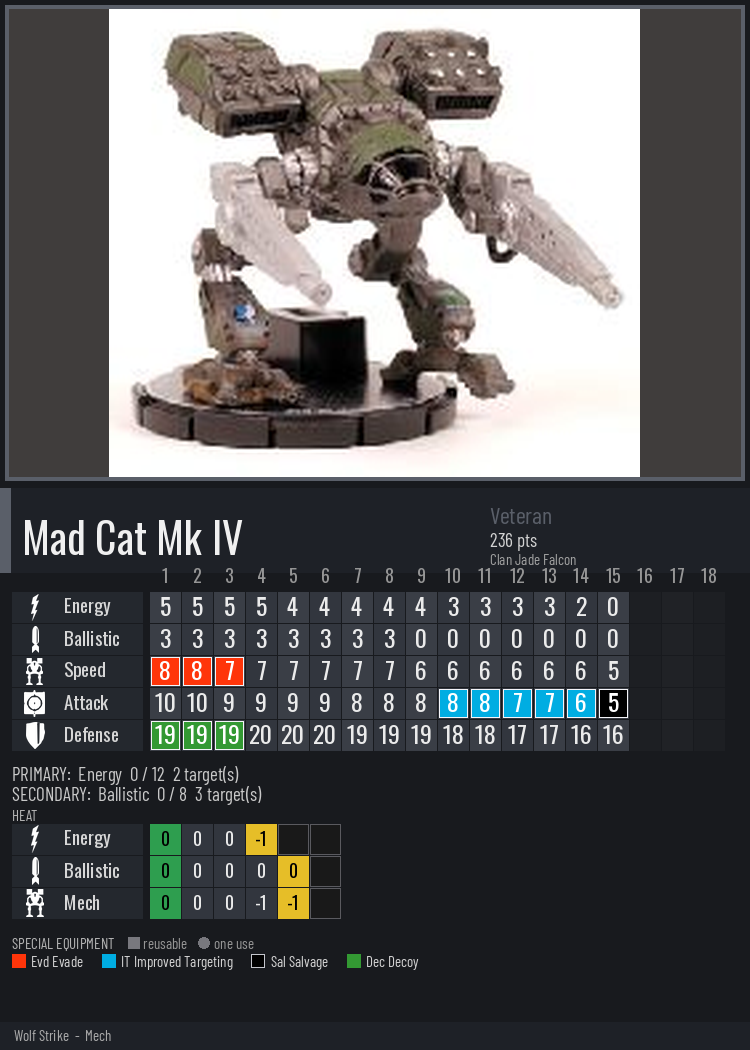 Mad Cat Mk IV
Veteran
236 pts
Clan Jade Falcon
1 2 3 4 5 6 7 8 9 10 11 12 13 14 15 16 17 18
Energy 5 5 5 5 4 4 4 4 4 3 3 3 3 2 0
Ballistic 3 3 3 3 3 3 3 3 0 0 0 0 0 0 0
Speed 8 8 7 7 7 7 7 7 6 6 6 6 6 6 5
Attack 10 10 9 9 9 9 8 8 8 8 8 7 7 6 5
Defense 19 19 19 20 20 20 19 19 19 18 18 17 17 16 16
PRIMARY: Energy 0 / 12 2 target(s)
SECONDARY: Ballistic 0 / 8 3 target(s)
HEAT
Energy 0 0 0 -1
Ballistic 0 0 0 0 0
Mech 0 0 0 -1 -1
SPECIAL EQUIPMENT reusable one use
Evd Evade IT Improved Targeting Sal Salvage Dec Decoy
Wolf Strike - Mech